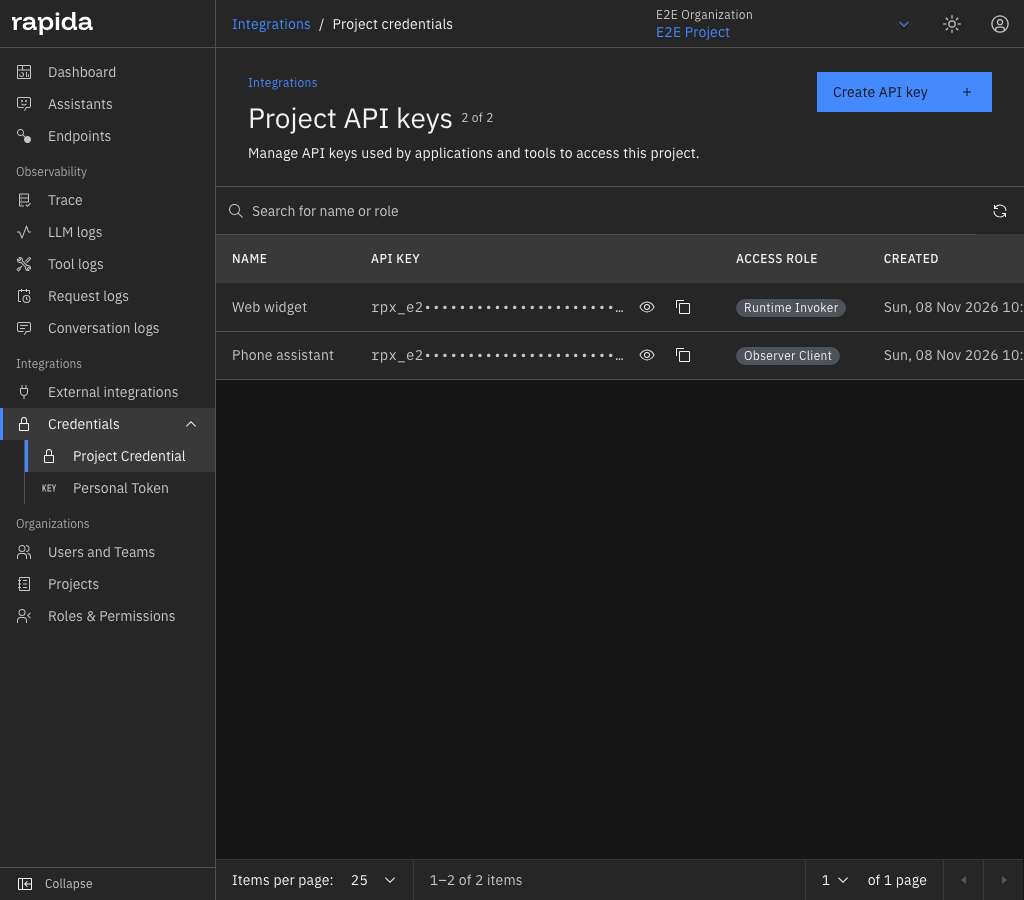 rapida
Integrations / Project credentials
E2E Organization
E2E Project
Dashboard
Assistants
Endpoints
Observability
Trace
LLM logs
Tool logs
Request logs
Conversation logs
Integrations
External integrations
Credentials
Project Credential
KEY Personal Token
Organizations
Users and Teams
Projects
Roles & Permissions
Collapse
Integrations
Project API keys 2 of 2
Manage API keys used by applications and tools to access this project.
Create API key +
Search for name or role
NAME API KEY ACCESS ROLE CREATED
Web widget rpx_e2••••••••••••••••••••••… Runtime Invoker Sun, 08 Nov 2026 10:
Phone assistant rpx_e2••••••••••••••••••••••… Observer Client Sun, 08 Nov 2026 10:
Items per page: 25 1–2 of 2 items 1 of 1 page